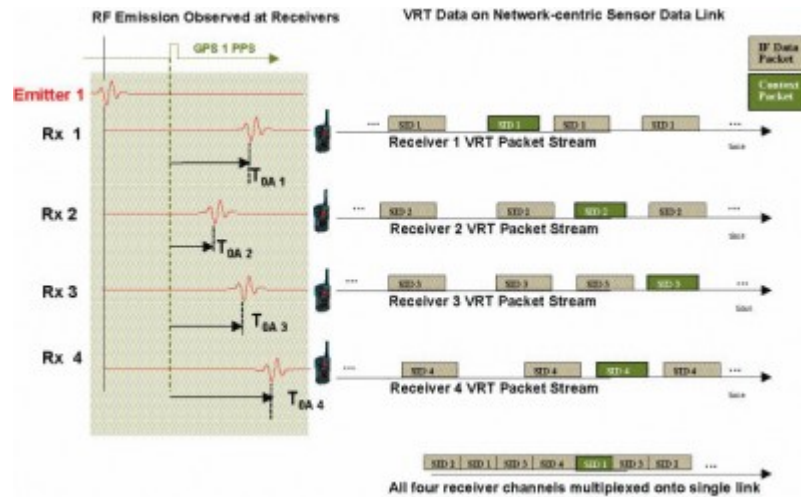 RF Emission Observed at Receivers
VRT Data on Network-centric Sensor Data Link
GPS 1 PPS
IF Data
Packet
Context
Packet
Emitter 1
Rx 1
... SID 1 SID 1 SID 1 SID 1 ...
Receiver 1 VRT Packet Stream
T0A 1
Rx 2
... SID 2 SID 2 SID 2 SID 2 ...
Receiver 2 VRT Packet Stream
T0A 2
Rx 3
... SID 3 SID 3 SID 3 SID 3 ...
Receiver 3 VRT Packet Stream
T0A 3
Rx 4
... SID 4 SID 4 SID 4 SID 4 ...
Receiver 4 VRT Packet Stream
T0A 4
SID 2 SID 1 SID 3 SID 4 SID 1 SID 3 SID 2 ...
All four receiver channels multiplexed onto single link